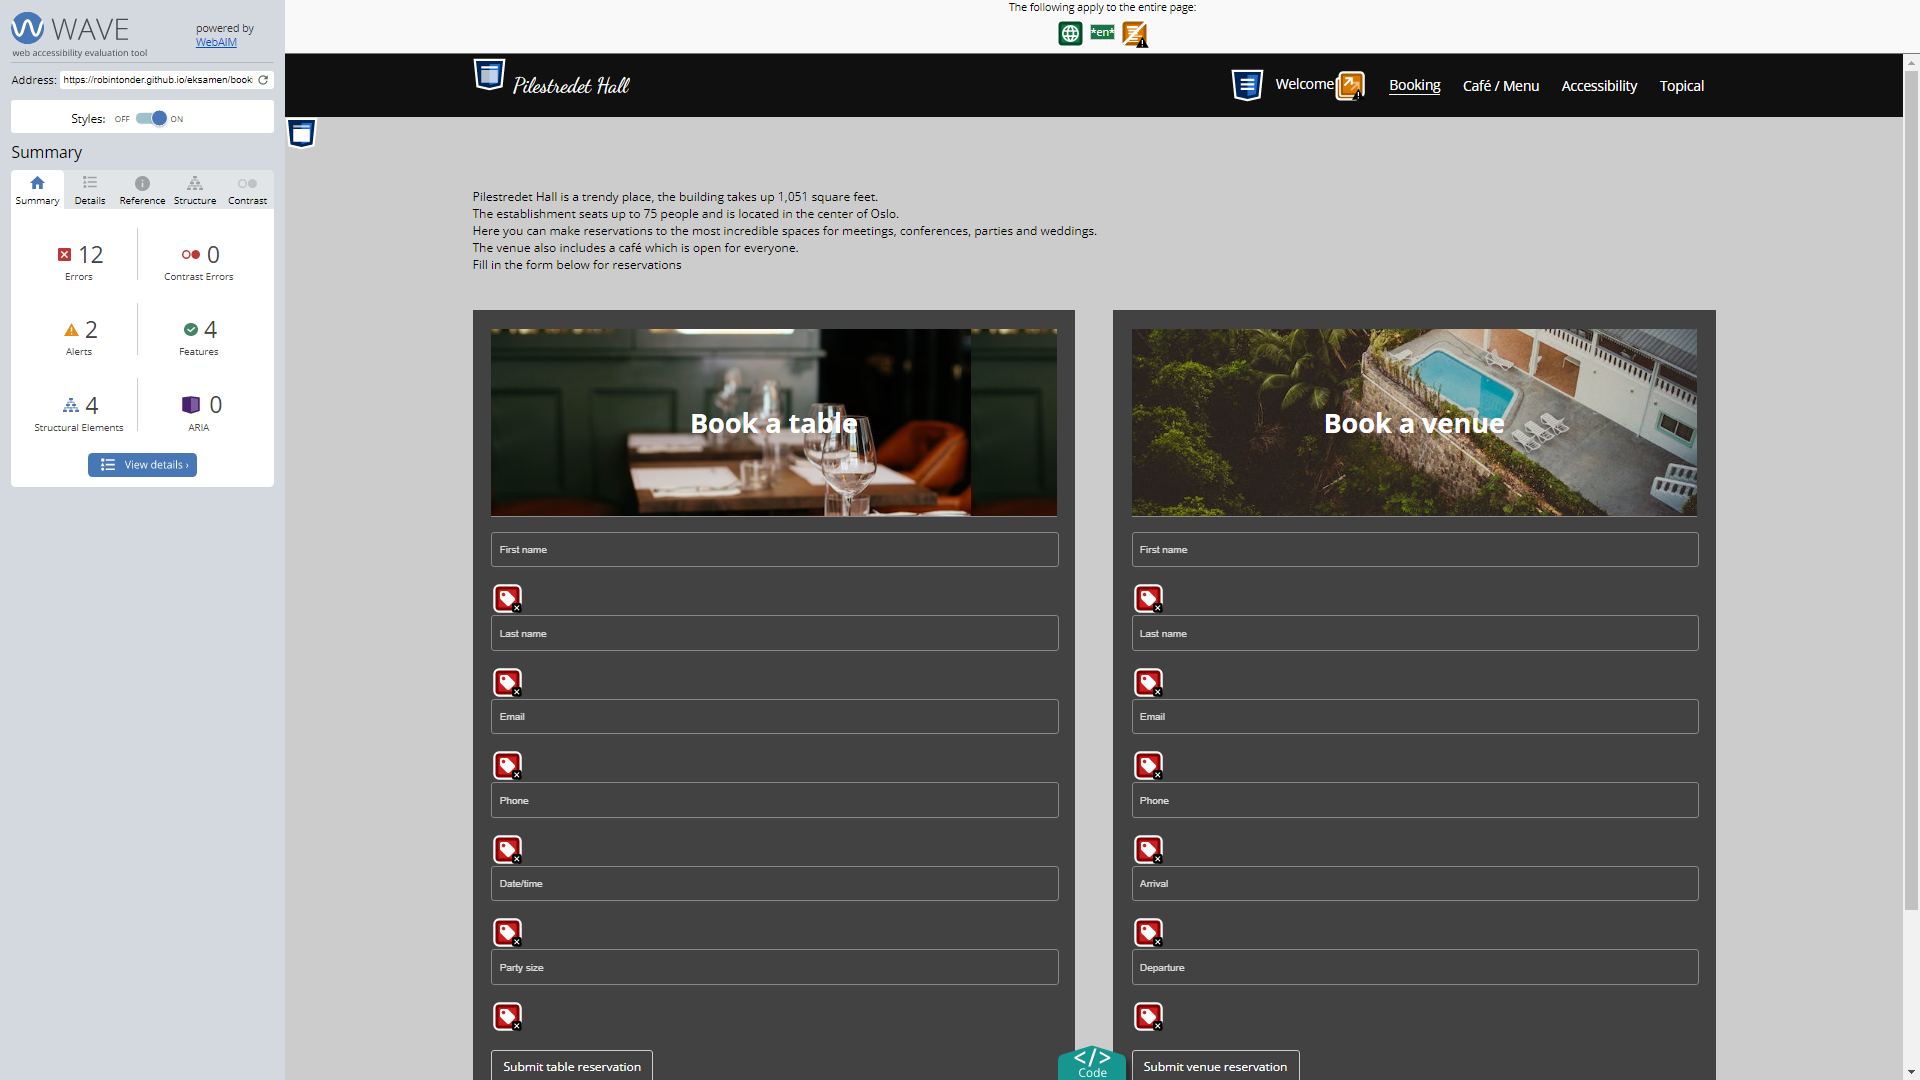 WAVE
web accessibility evaluation tool
powered by
WebAIM
Address: https://robintonder.github.io/eksamen/booki
Styles: OFF ON
Summary
Summary Details Reference Structure Contrast
12 Errors
0 Contrast Errors
2 Alerts
4 Features
4 Structural Elements
0 ARIA
View details ›
The following apply to the entire page:
*en*
Pilestredet Hall
Welcome Booking Café / Menu Accessibility Topical
Pilestredet Hall is a trendy place, the building takes up 1,051 square feet.
The establishment seats up to 75 people and is located in the center of Oslo.
Here you can make reservations to the most incredible spaces for meetings, conferences, parties and weddings.
The venue also includes a café which is open for everyone.
Fill in the form below for reservations
Book a table
First name
Last name
Email
Phone
Date/time
Party size
Submit table reservation
Book a venue
First name
Last name
Email
Phone
Arrival
Departure
Submit venue reservation
</> Code